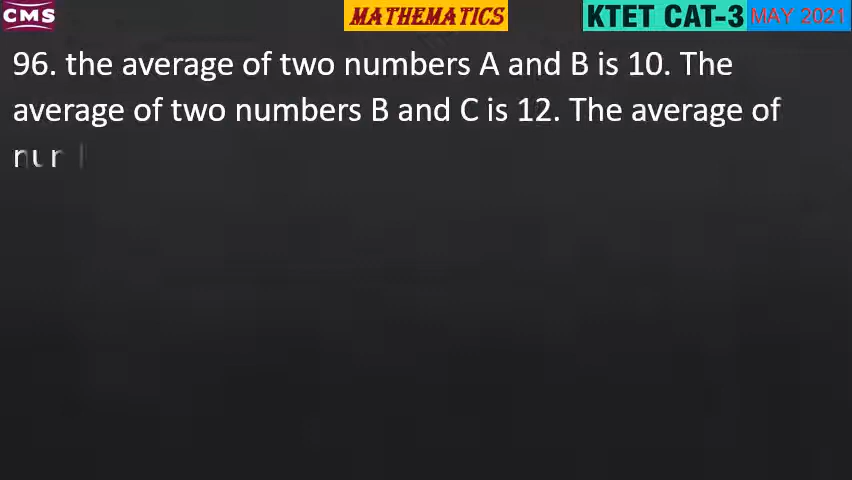 CMS
MATHEMATICS
KTET CAT-3
MAY 2021
96. the average of two numbers A and B is 10. The
average of two numbers B and C is 12. The average of